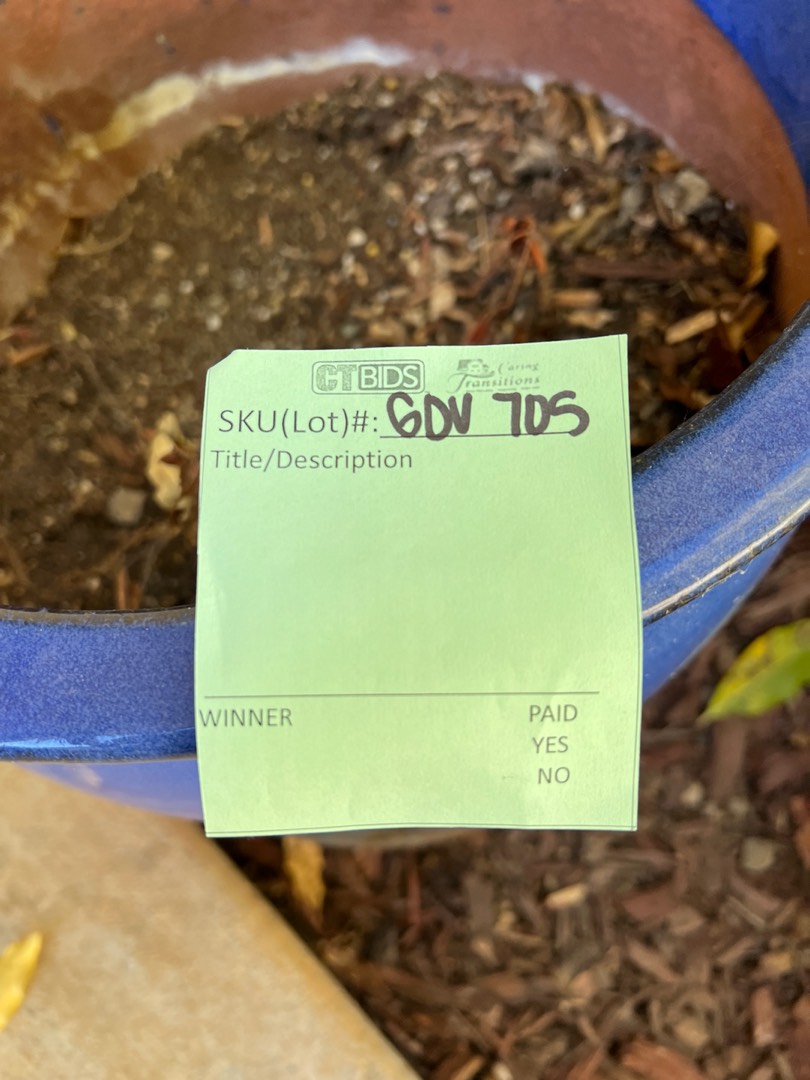 CTBIDS Caring Transitions
SKU(Lot)#: GDV 705
Title/Description
WINNER PAID
YES
NO